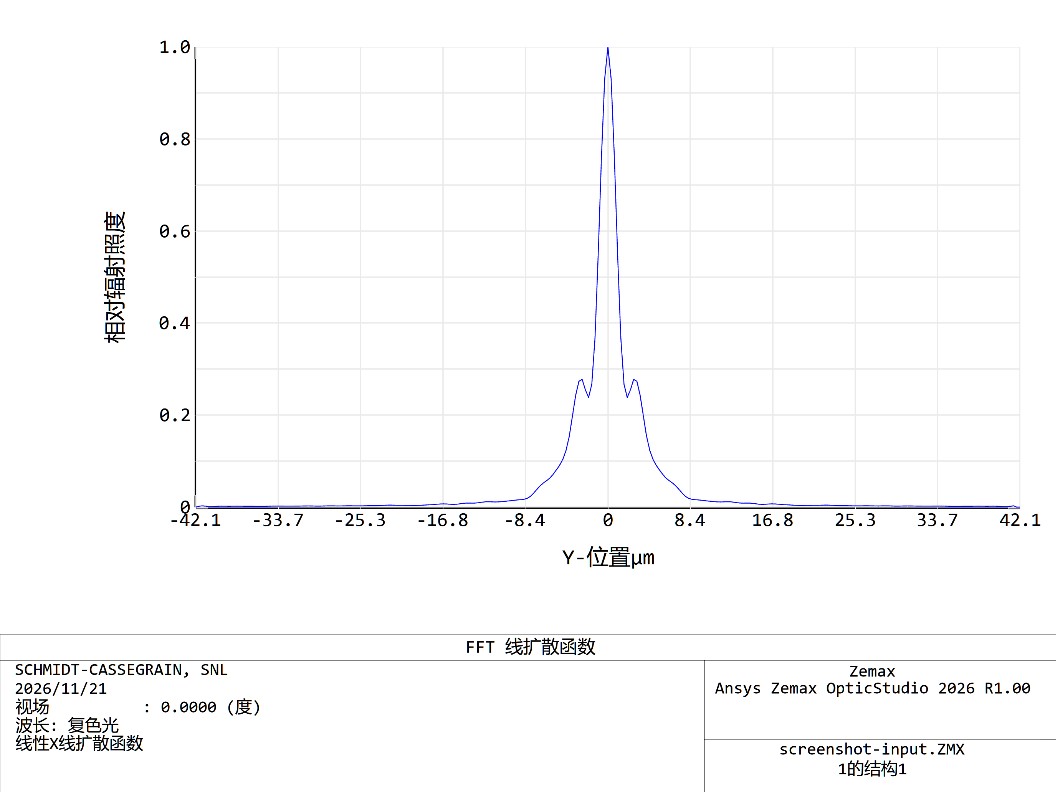 1.0
0.8
0.6
0.4
0.2
0
相对辐射照度
-42.1 -33.7 -25.3 -16.8 -8.4 0 8.4 16.8 25.3 33.7 42.1
Y-位置µm
FFT 线扩散函数
SCHMIDT-CASSEGRAIN, SNL
2026/11/21
视场 : 0.0000 (度)
波长: 复色光
线性X线扩散函数
Zemax
Ansys Zemax OpticStudio 2026 R1.00
screenshot-input.ZMX
1的结构1